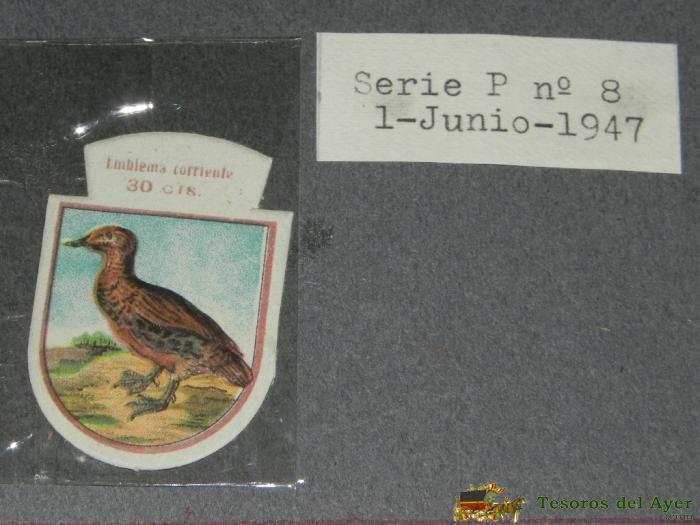 Serie P nº 8
1-Junio-1947
Emblema corriente
30 CTS.
Tesoros del Ayer